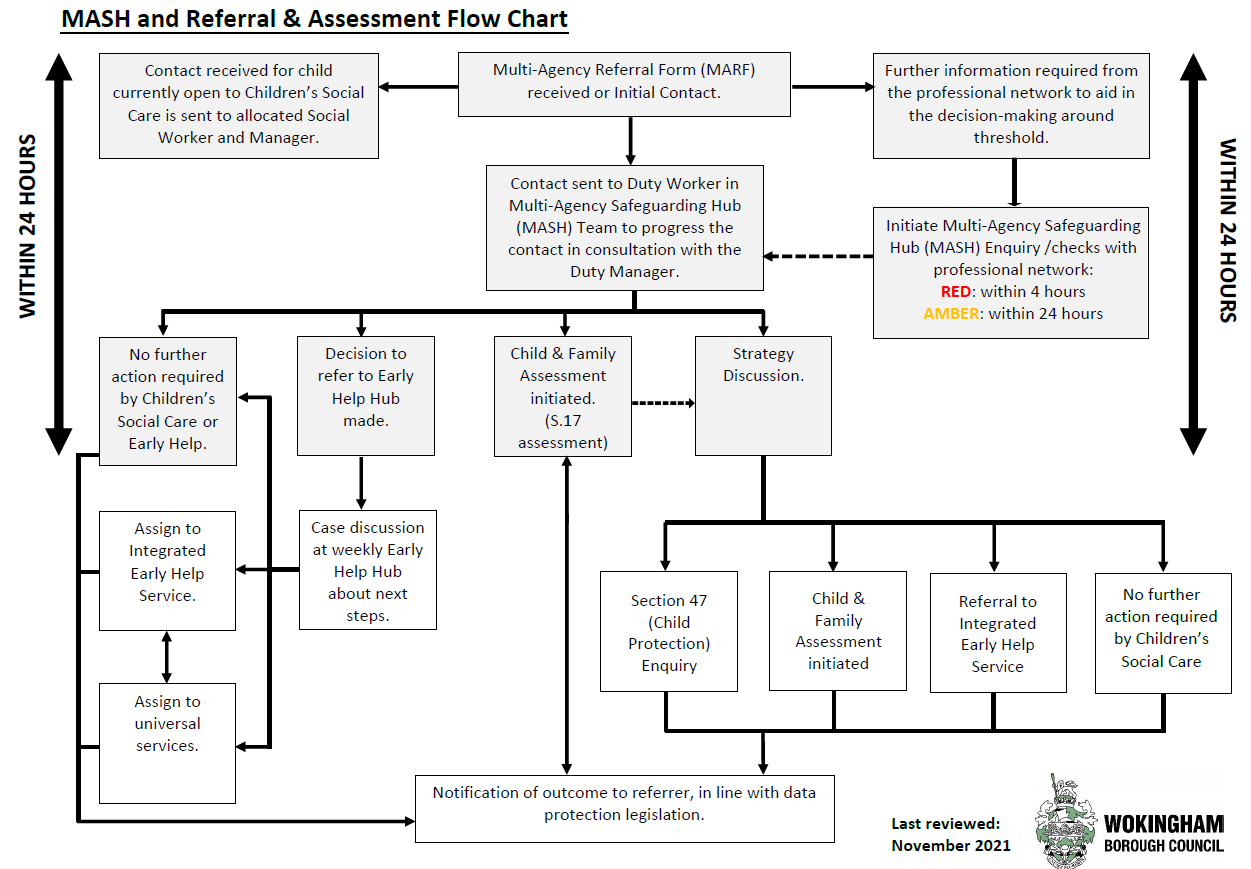 MASH and Referral & Assessment Flow Chart
WITHIN 24 HOURS
Contact received for child
currently open to Children’s Social
Care is sent to allocated Social
Worker and Manager.
Multi-Agency Referral Form (MARF)
received or Initial Contact.
Further information required from
the professional network to aid in
the decision-making around
threshold.
WITHIN 24 HOURS
Contact sent to Duty Worker in
Multi-Agency Safeguarding Hub
(MASH) Team to progress the
contact in consultation with the
Duty Manager.
Initiate Multi-Agency Safeguarding
Hub (MASH) Enquiry /checks with
professional network:
RED: within 4 hours
AMBER: within 24 hours
No further
action required
by Children’s
Social Care or
Early Help.
Decision to
refer to Early
Help Hub
made.
Child & Family
Assessment
initiated.
(S.17
assessment)
Strategy
Discussion.
Assign to
Integrated
Early Help
Service.
Case discussion
at weekly Early
Help Hub
about next
steps.
Section 47
(Child
Protection)
Enquiry
Child &
Family
Assessment
initiated
Referral to
Integrated
Early Help
Service
No further
action required
by Children’s
Social Care
Assign to
universal
services.
Notification of outcome to referrer, in line with data
protection legislation.
Last reviewed:
November 2021
WOKINGHAM
BOROUGH COUNCIL